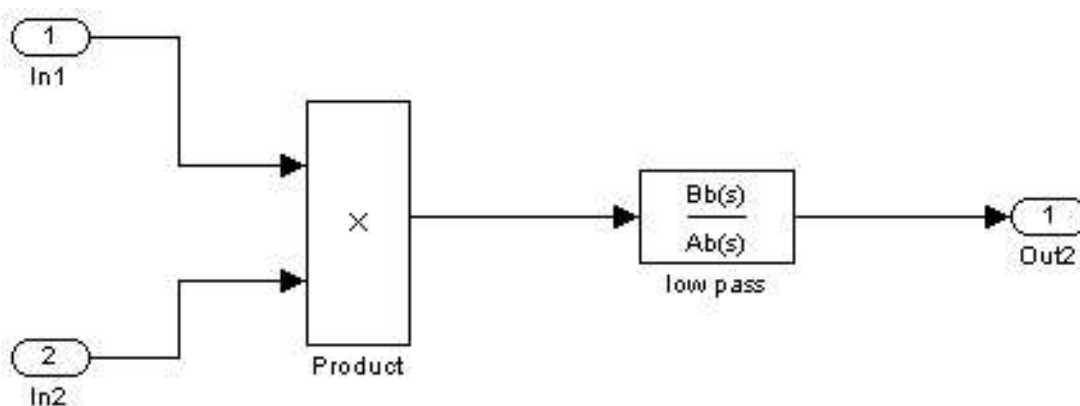 1
In1
×
Product
2
In2
Bb(s)
Ab(s)
low pass
1
Out2